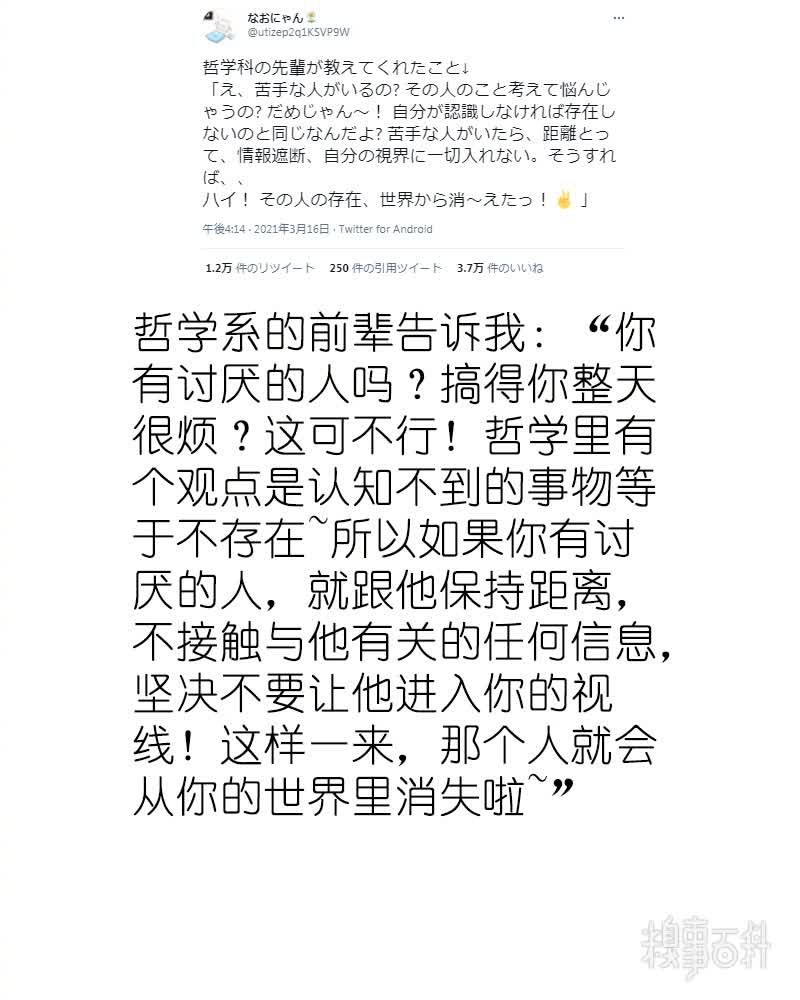 なおにゃん🌼
@utizep2q1KSVP9W
哲学科の先輩が教えてくれたこと↓
「え、苦手な人がいるの? その人のこと考えて悩んじ
ゃうの? だめじゃん〜！ 自分が認識しなければ存在し
ないのと同じなんだよ? 苦手な人がいたら、距離とっ
て、情報遮断、自分の視界に一切入れない。そうすれ
ば、、
ハイ！ その人の存在、世界から消〜えたっ！✌ 」
午後4:14 · 2021年3月16日 · Twitter for Android
1.2万 件のリツイート 250 件の引用ツイート 3.7万 件のいいね
哲学系的前辈告诉我：“你
有讨厌的人吗？搞得你整天
很烦？这可不行！哲学里有
个观点是认知不到的事物等
于不存在~所以如果你有讨
厌的人，就跟他保持距离，
不接触与他有关的任何信息，
坚决不要让他进入你的视
线！这样一来，那个人就会
从你的世界里消失啦~”
糗事百科